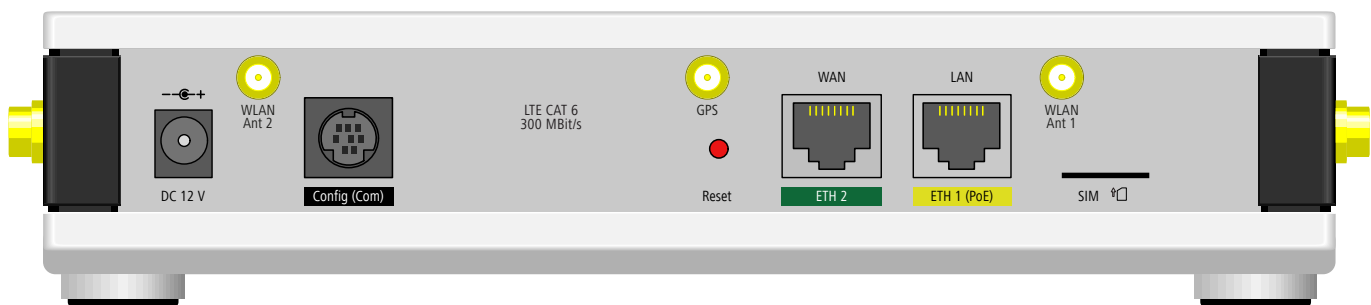 WLAN
Ant 2
DC 12 V
Config (Com)
LTE CAT 6
300 MBit/s
GPS
Reset
WAN
ETH 2
LAN
ETH 1 (PoE)
WLAN
Ant 1
SIM